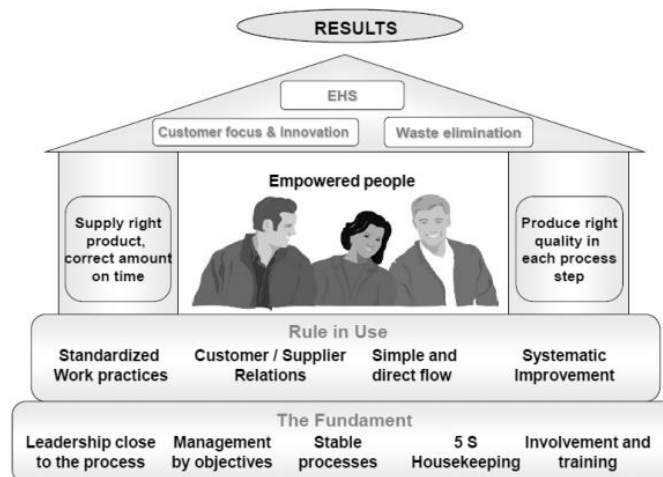 RESULTS
EHS
Customer focus & Innovation
Waste elimination
Empowered people
Supply right
product,
correct amount
on time
Produce right
quality in
each process
step
Rule in Use
Standardized
Work practices
Customer / Supplier
Relations
Simple and
direct flow
Systematic
Improvement
The Fundament
Leadership close
to the process
Management
by objectives
Stable
processes
5 S
Housekeeping
Involvement and
training